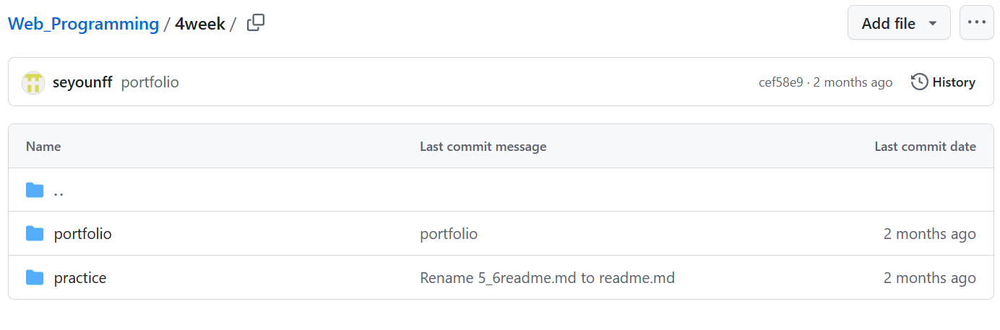 Web_Programming / 4week /
Add file
seyounff portfolio
cef58e9 · 2 months ago
History
Name Last commit message Last commit date
..
portfolio portfolio 2 months ago
practice Rename 5_6readme.md to readme.md 2 months ago